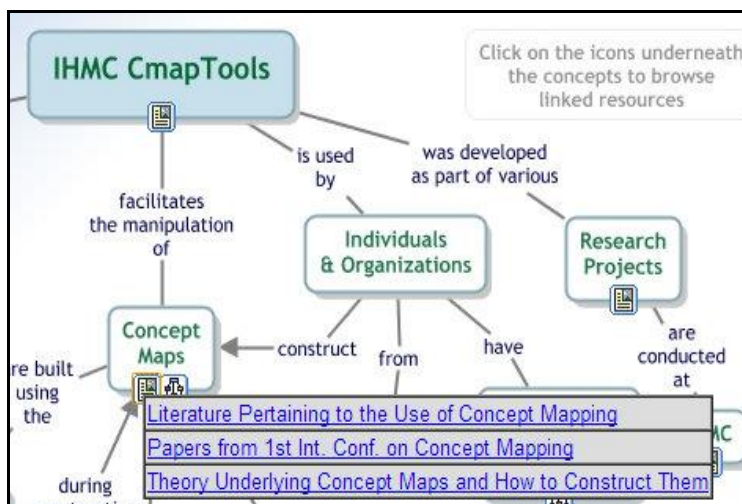 IHMC CmapTools
Click on the icons underneath
the concepts to browse
linked resources
is used
by
was developed
as part of various
facilitates
the manipulation
of
Individuals
& Organizations
Research
Projects
Concept
Maps
construct
from
have
are
conducted
at
re built
using
the
Literature Pertaining to the Use of Concept Mapping
Papers from 1st Int. Conf. on Concept Mapping
Theory Underlying Concept Maps and How to Construct Them
MC
during